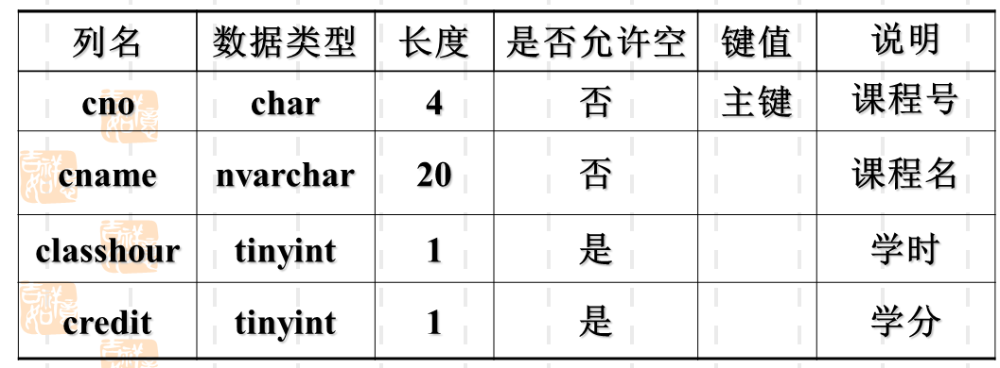 列名 数据类型 长度 是否允许空 键值 说明
cno char 4 否 主键 课程号
cname nvarchar 20 否 课程名
classhour tinyint 1 是 学时
credit tinyint 1 是 学分